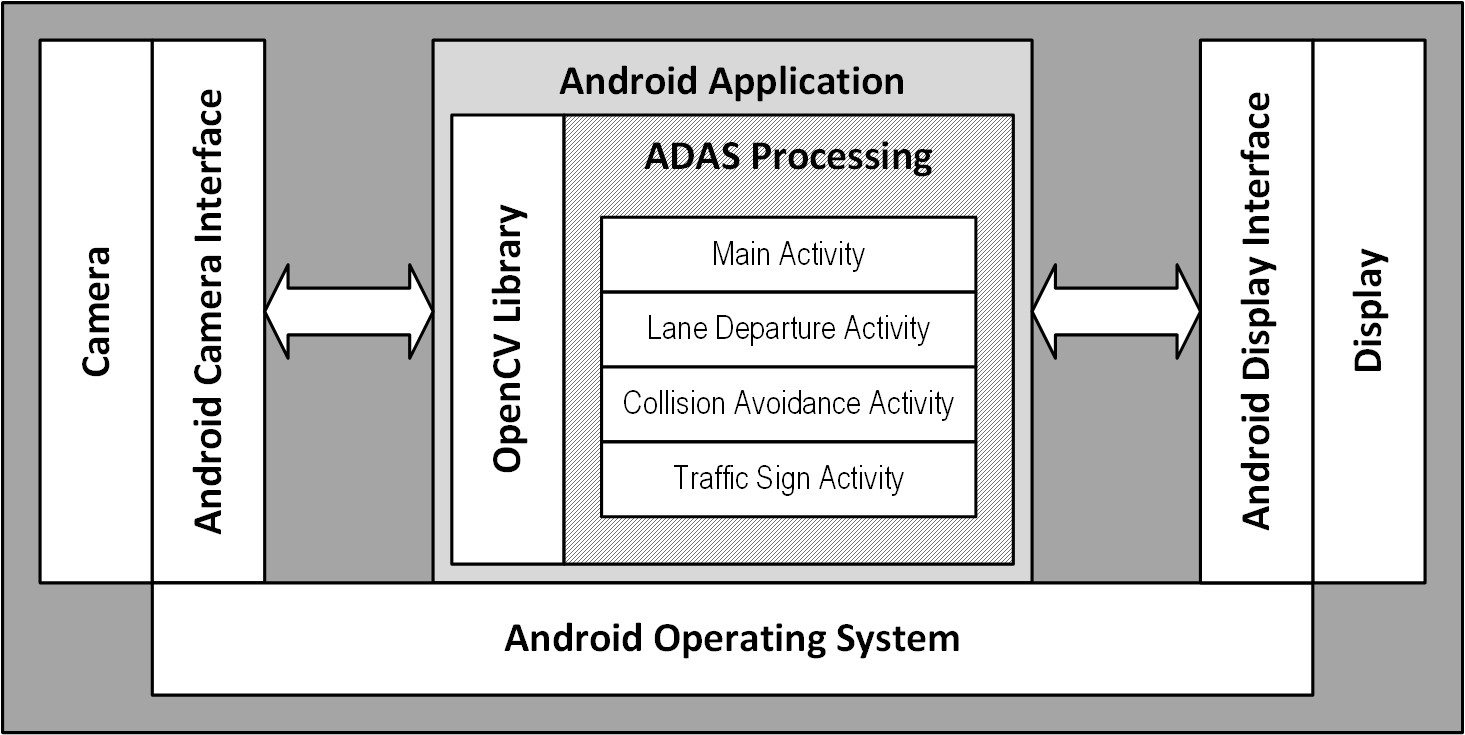 Camera
Android Camera Interface
Android Application
OpenCV Library
ADAS Processing
Main Activity
Lane Departure Activity
Collision Avoidance Activity
Traffic Sign Activity
Android Display Interface
Display
Android Operating System